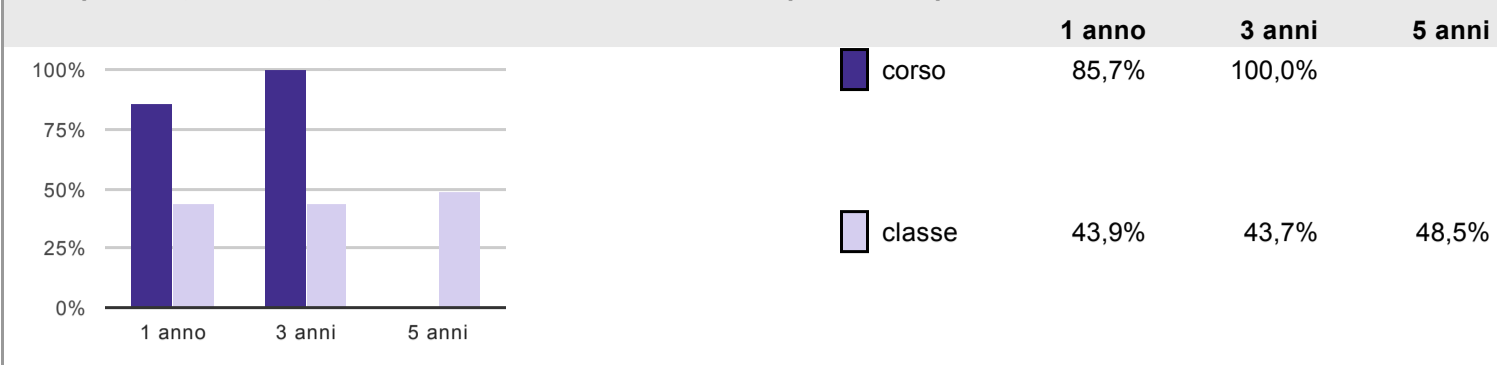 1 anno 3 anni 5 anni
100%
75%
50%
25%
0%
1 anno 3 anni 5 anni
corso 85,7% 100,0%
classe 43,9% 43,7% 48,5%